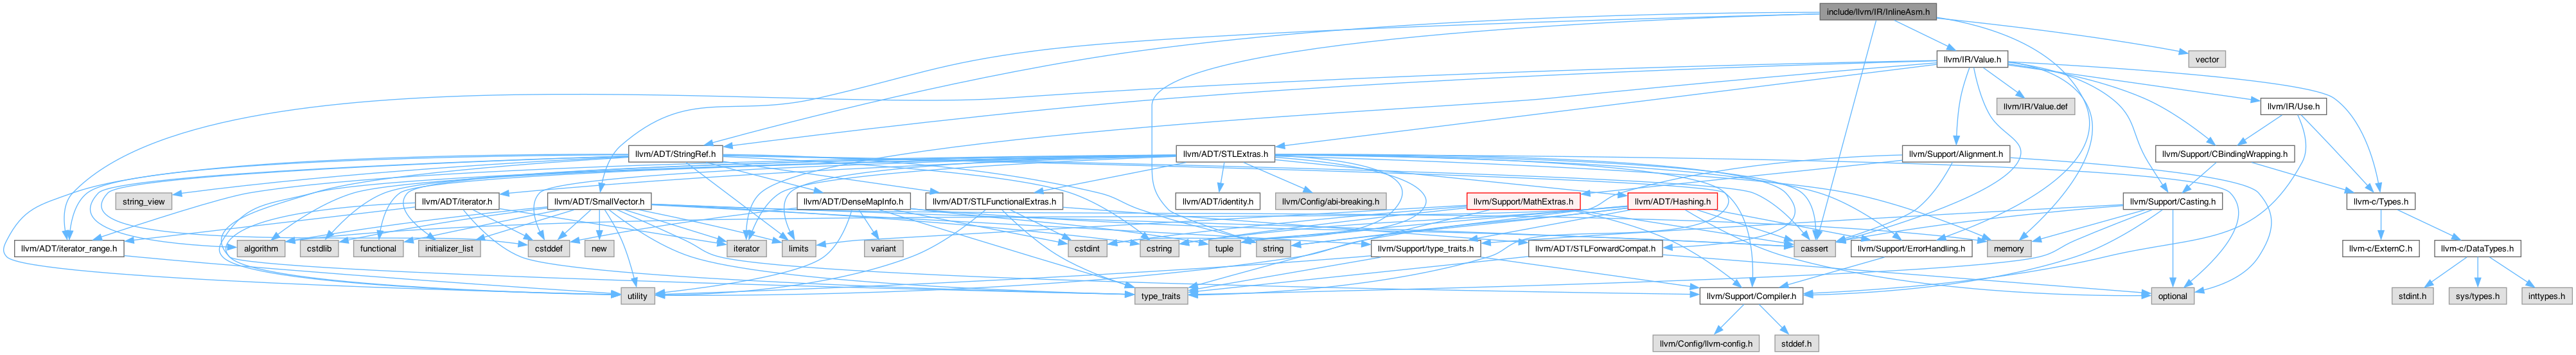 include/llvm/IR/InlineAsm.h
llvm/IR/Value.h
vector
llvm/IR/Value.def
llvm/IR/Use.h
llvm/ADT/StringRef.h
llvm/ADT/STLExtras.h
llvm/Support/Alignment.h
llvm/Support/CBindingWrapping.h
string_view
llvm/ADT/iterator.h
llvm/ADT/SmallVector.h
llvm/ADT/DenseMapInfo.h
llvm/ADT/STLFunctionalExtras.h
llvm/ADT/identity.h
llvm/Config/abi-breaking.h
llvm/Support/MathExtras.h
llvm/ADT/Hashing.h
llvm/Support/Casting.h
llvm-c/Types.h
llvm/ADT/iterator_range.h
algorithm
cstdlib
functional
initializer_list
cstddef
new
iterator
limits
variant
cstdint
cstring
tuple
string
llvm/Support/type_traits.h
llvm/ADT/STLForwardCompat.h
cassert
llvm/Support/ErrorHandling.h
memory
llvm-c/ExternC.h
llvm-c/DataTypes.h
utility
type_traits
llvm/Support/Compiler.h
optional
stdint.h
sys/types.h
inttypes.h
llvm/Config/llvm-config.h
stddef.h